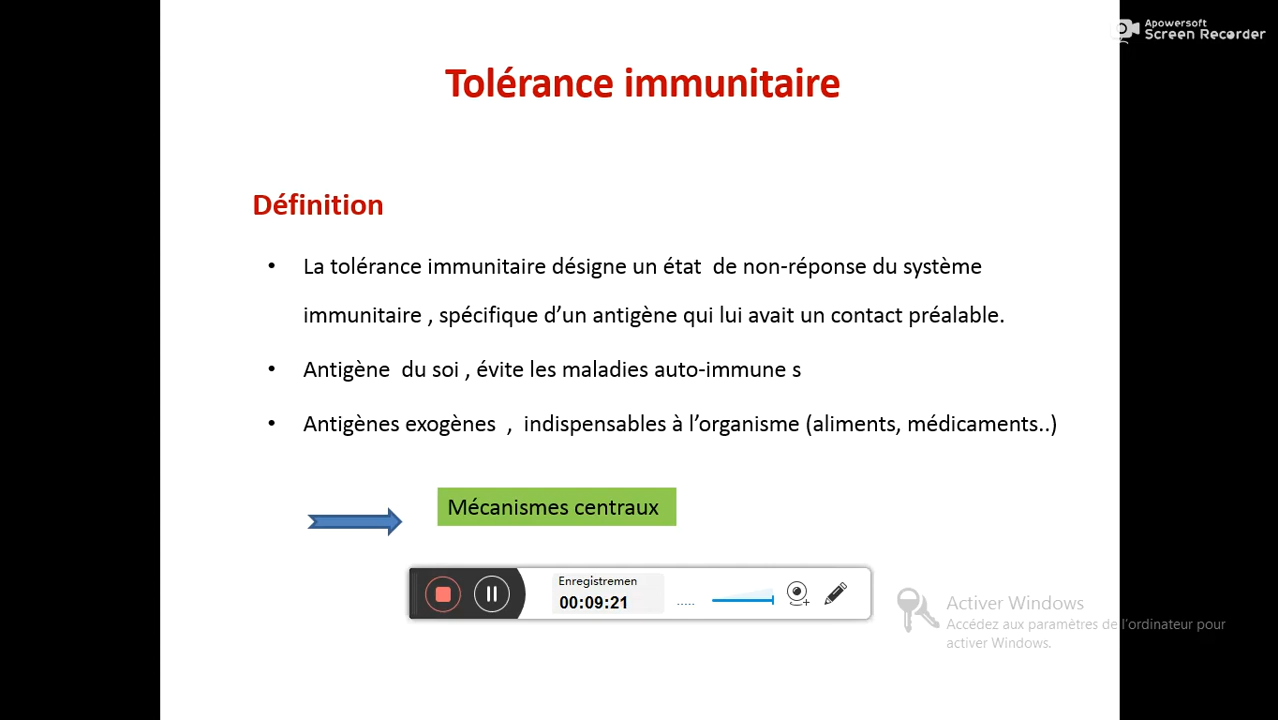 Apowersoft
Screen Recorder
Tolérance immunitaire
Définition
• La tolérance immunitaire désigne un état de non-réponse du système
immunitaire , spécifique d’un antigène qui lui avait un contact préalable.
• Antigène du soi , évite les maladies auto-immune s
• Antigènes exogènes , indispensables à l’organisme (aliments, médicaments..)
Mécanismes centraux
Enregistremen
00:09:21
.....
Activer Windows
Accédez aux paramètres de l’ordinateur pour
activer Windows.